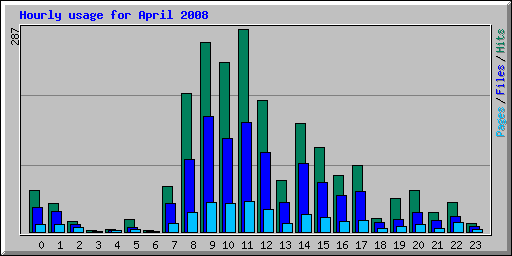 Hourly usage for April 2008
287
Pages/Files/Hits
0 1 2 3 4 5 6 7 8 9 10 11 12 13 14 15 16 17 18 19 20 21 22 23